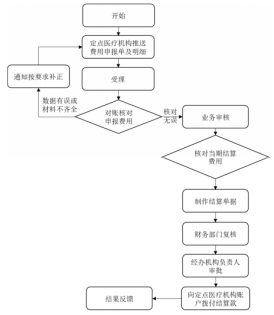 开始
定点医疗机构推送
费用申报单及明细
通知按要求补正
受理
数据有误或
材料不齐全
对账核对
申报费用
核对
无误
业务审核
核对当期结算
费用
制作结算单据
财务部门复核
经办机构负责人
审批
结果反馈
向定点医疗机构账
户拨付结算款